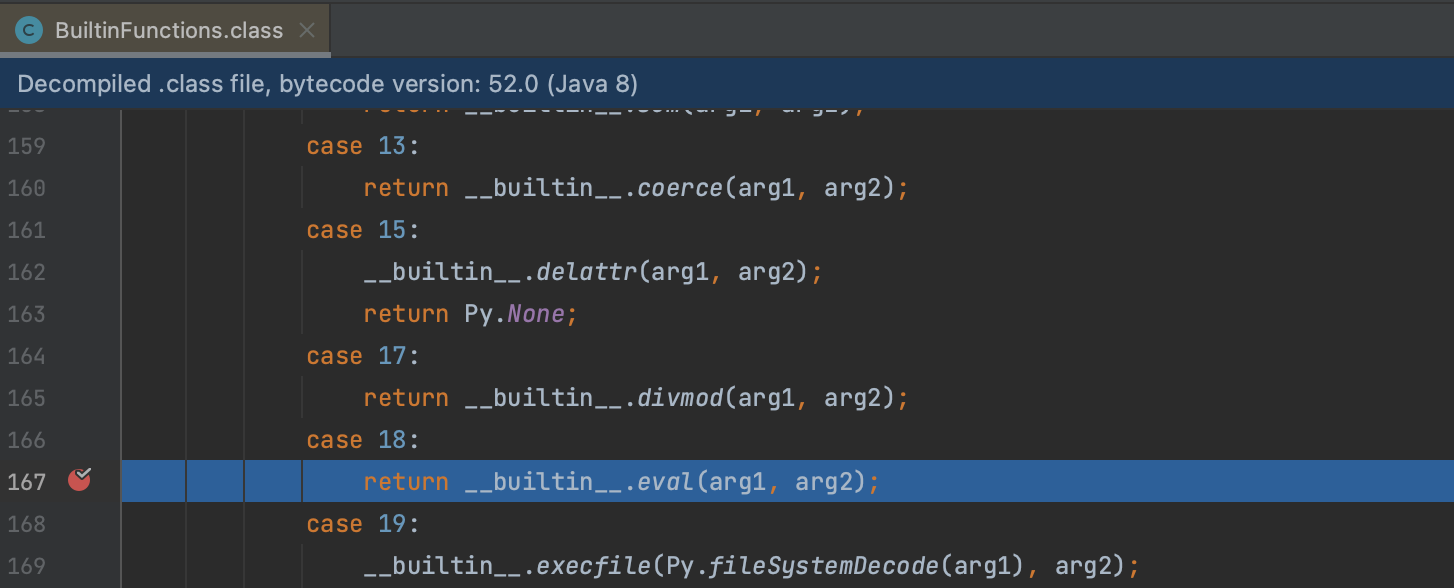 C BuiltinFunctions.class
Decompiled .class file, bytecode version: 52.0 (Java 8)
159 case 13:
160 return __builtin__.coerce(arg1, arg2);
161 case 15:
162 __builtin__.delattr(arg1, arg2);
163 return Py.None;
164 case 17:
165 return __builtin__.divmod(arg1, arg2);
166 case 18:
167 return __builtin__.eval(arg1, arg2);
168 case 19:
169 __builtin__.execfile(Py.fileSystemDecode(arg1), arg2);